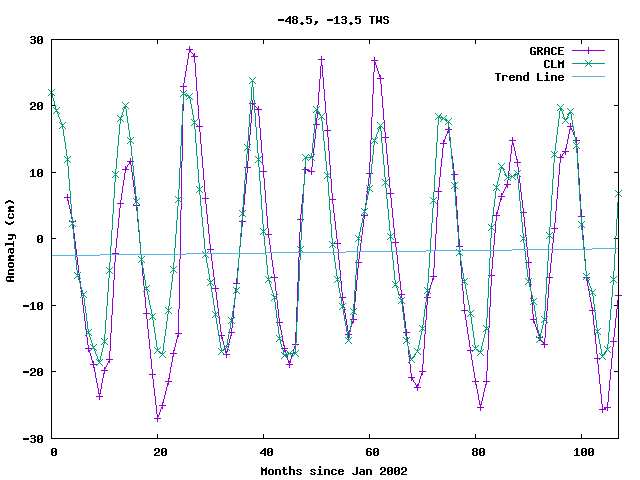 -48.5, -13.5 TWS
GRACE
CLM
Trend Line
30
20
10
0
-10
-20
-30
Anomaly (cm)
0 20 40 60 80 100
Months since Jan 2002